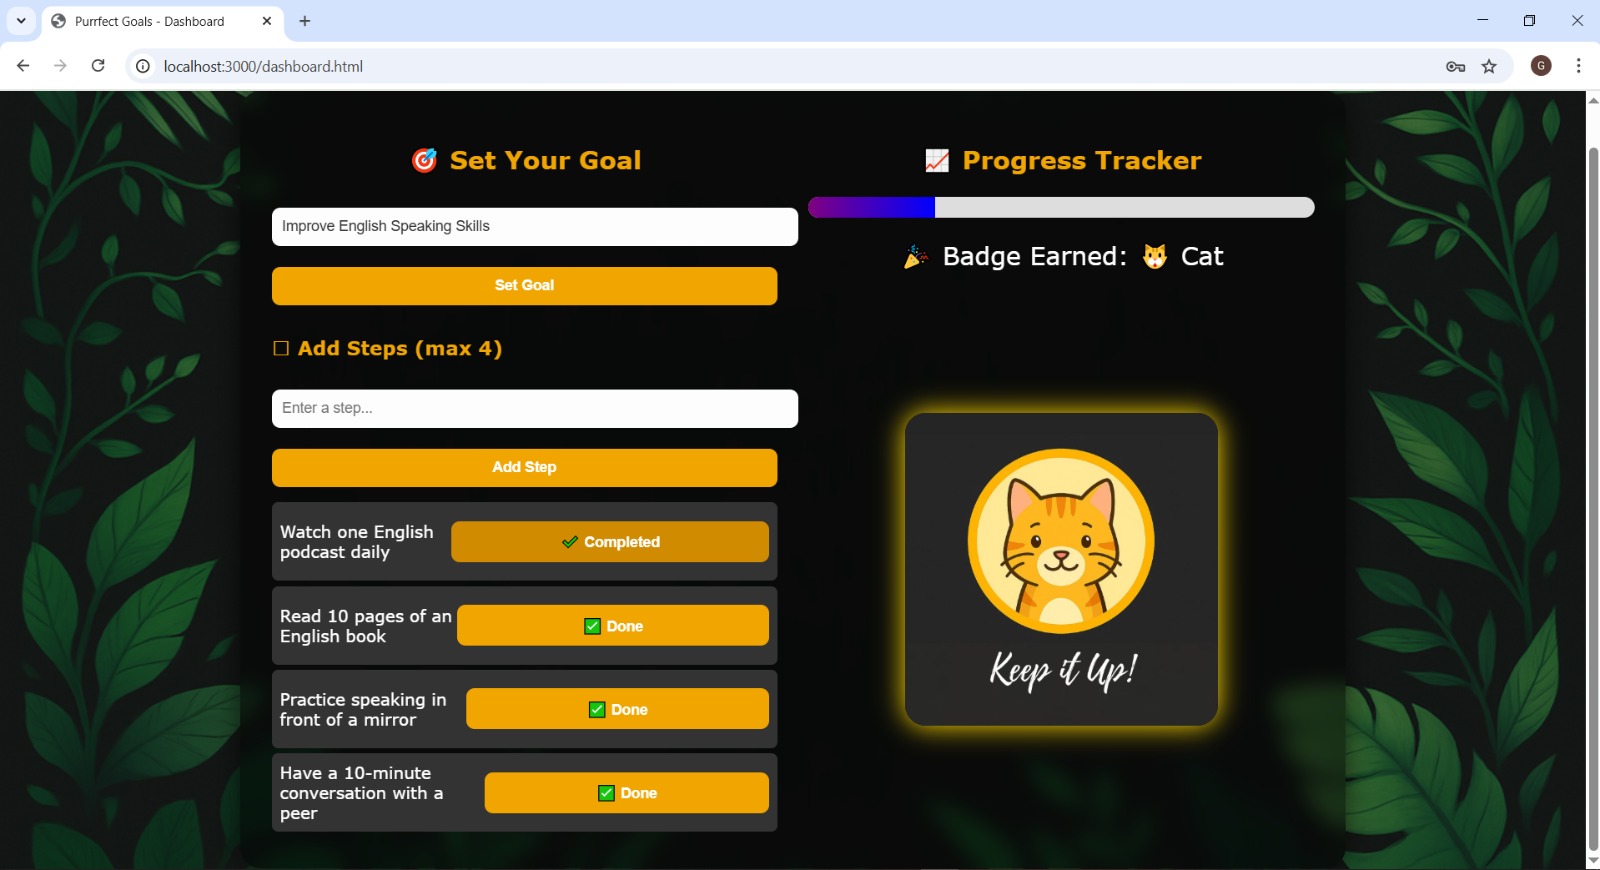 Purrfect Goals - Dashboard
localhost:3000/dashboard.html
G
🎯 Set Your Goal
Improve English Speaking Skills
Set Goal
☐ Add Steps (max 4)
Enter a step...
Add Step
Watch one English
podcast daily
✔ Completed
Read 10 pages of an
English book
✅ Done
Practice speaking in
front of a mirror
✅ Done
Have a 10-minute
conversation with a
peer
✅ Done
📈 Progress Tracker
🎉 Badge Earned: 🐱 Cat
Keep it Up!